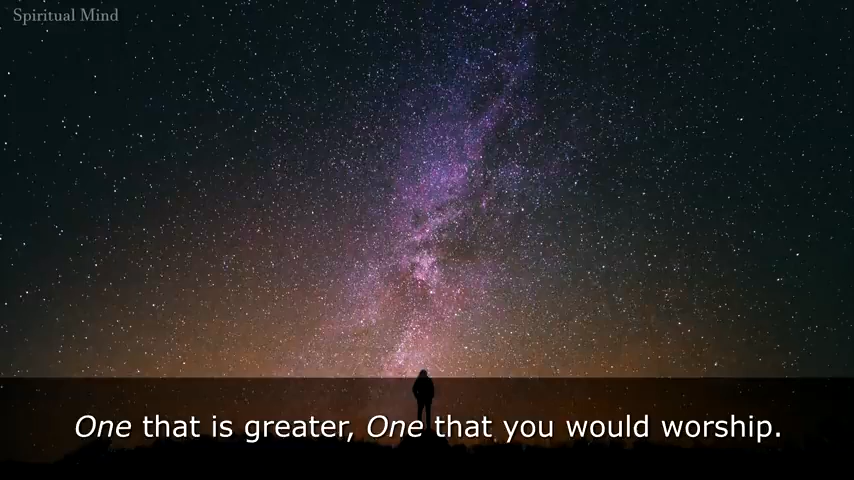 Spiritual Mind
One that is greater, One that you would worship.